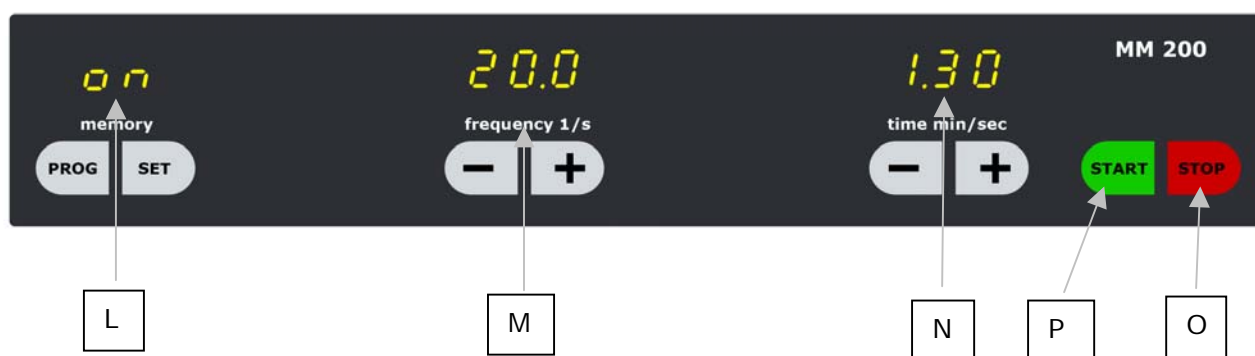 on 20.0 1.30 MM 200
memory frequency 1/s time min/sec
PROG SET − + − + START STOP
L M N P O